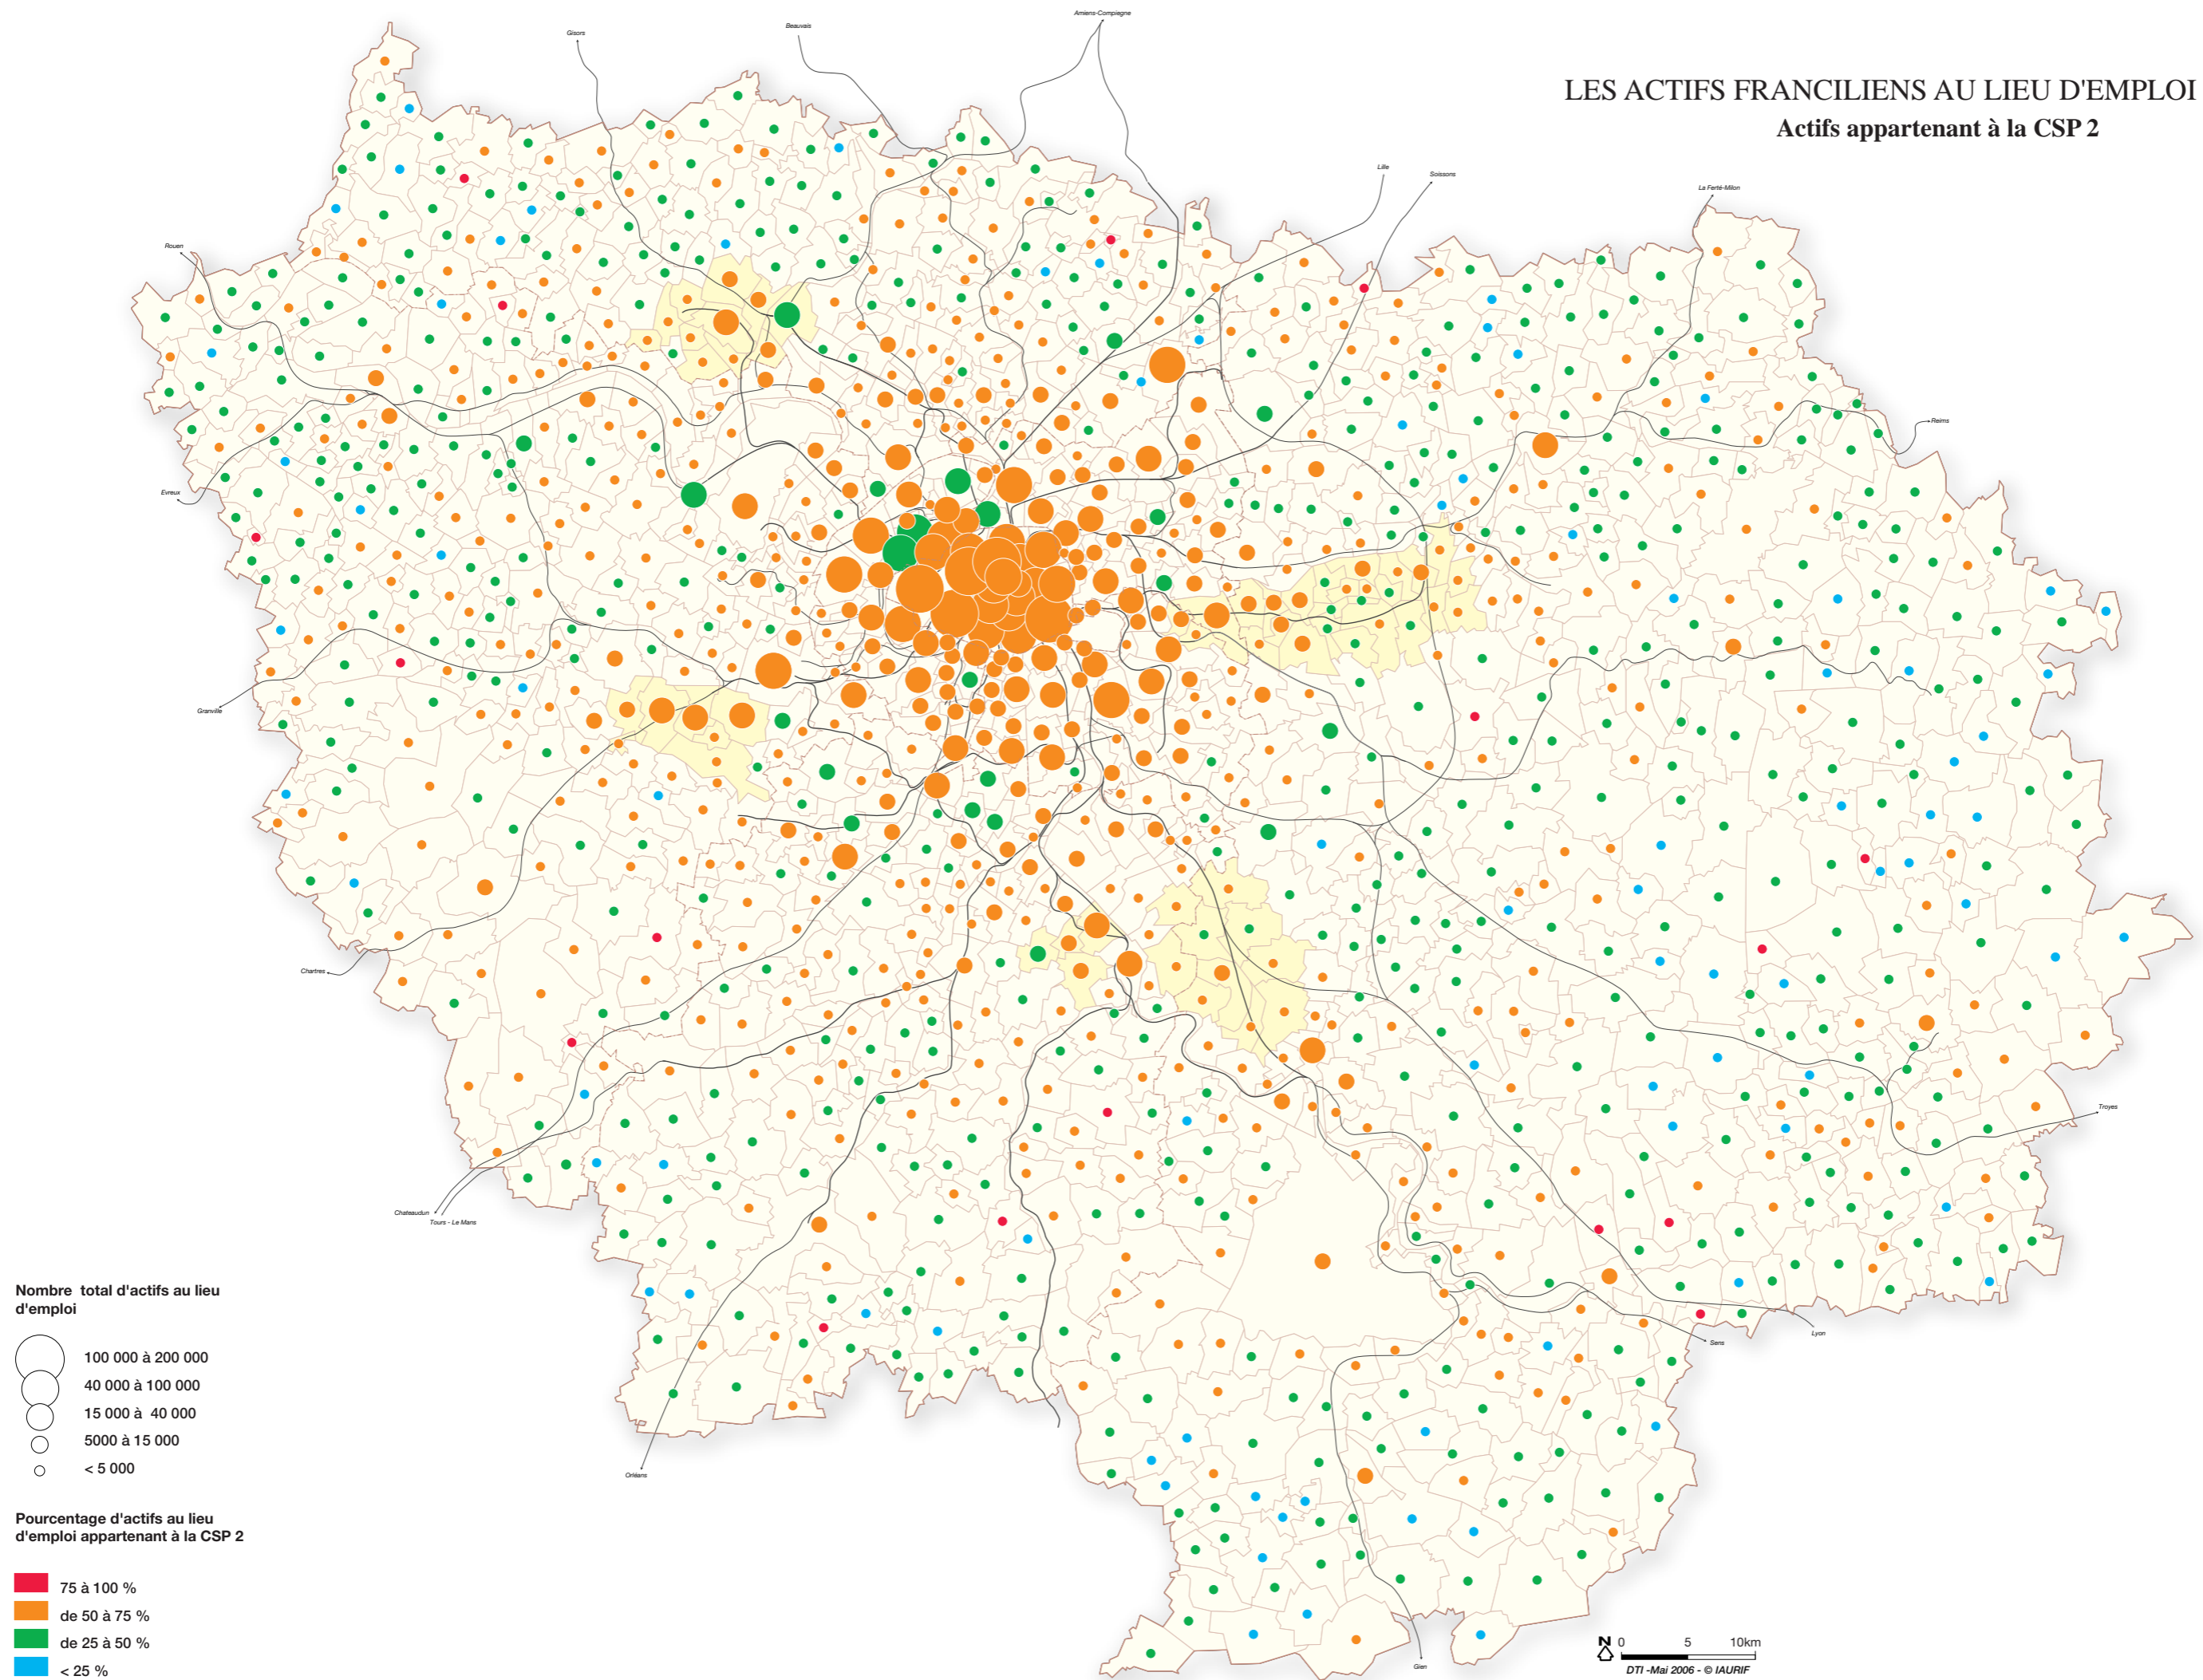 Amiens-Compiegne
Beauvais
Gisors
LES ACTIFS FRANCILIENS AU LIEU D'EMPLOI
Actifs appartenant à la CSP 2
Lille
Soissons
La Ferté-Milon
Rouen
Reims
Evreux
Granville
Chartres
Troyes
Chateaudun
Tours - Le Mans
Lyon
Sens
Orléans
Gien
Nombre total d'actifs au lieu
d'emploi
100 000 à 200 000
40 000 à 100 000
15 000 à 40 000
5000 à 15 000
< 5 000
Pourcentage d'actifs au lieu
d'emploi appartenant à la CSP 2
75 à 100 %
de 50 à 75 %
de 25 à 50 %
< 25 %
N 0 5 10km
DTI -Mai 2006 - © IAURIF